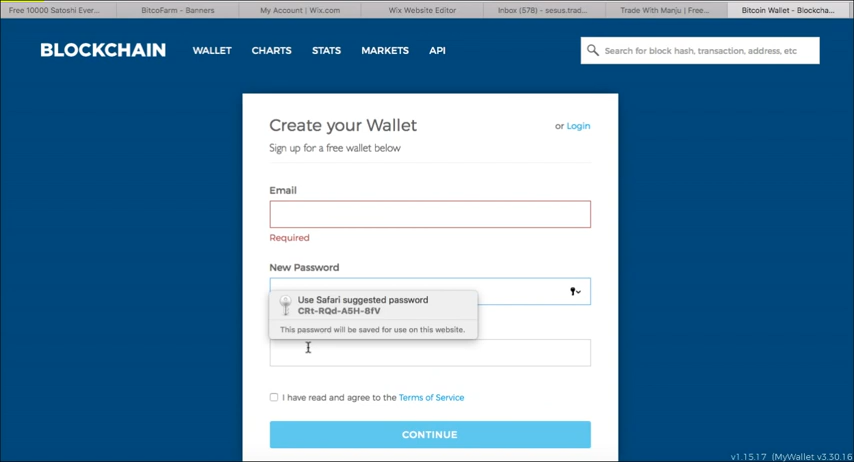 Free 10000 Satoshi Ever...
BitcoFarm - Banners
My Account | Wix.com
Wix Website Editor
Inbox (578) - sesus.trad...
Trade With Manju | Free...
Bitcoin Wallet - Blockcha...
BLOCKCHAIN
WALLET
CHARTS
STATS
MARKETS
API
Search for block hash, transaction, address, etc
Create your Wallet
or Login
Sign up for a free wallet below
Email
Required
New Password
Use Safari suggested password
CRt-RQd-A5H-8fV
This password will be saved for use on this website.
I have read and agree to the Terms of Service
CONTINUE
v1.15.17 (MyWallet v3.30.16